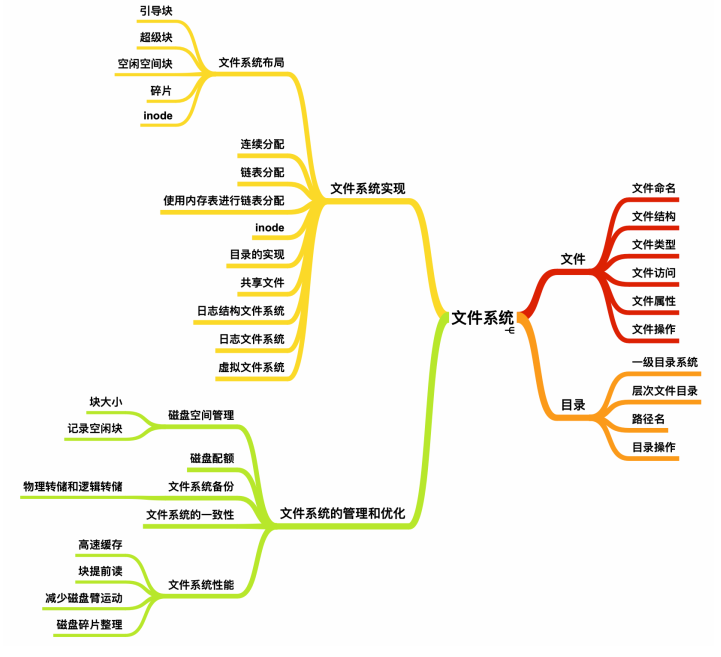 文件系统
文件
文件命名
文件结构
文件类型
文件访问
文件属性
文件操作
目录
一级目录系统
层次文件目录
路径名
目录操作
文件系统实现
文件系统布局
引导块
超级块
空闲空间块
碎片
inode
连续分配
链表分配
使用内存表进行链表分配
inode
目录的实现
共享文件
日志结构文件系统
日志文件系统
虚拟文件系统
文件系统的管理和优化
磁盘空间管理
块大小
记录空闲块
磁盘配额
文件系统备份
物理转储和逻辑转储
文件系统的一致性
文件系统性能
高速缓存
块提前读
减少磁盘臂运动
磁盘碎片整理